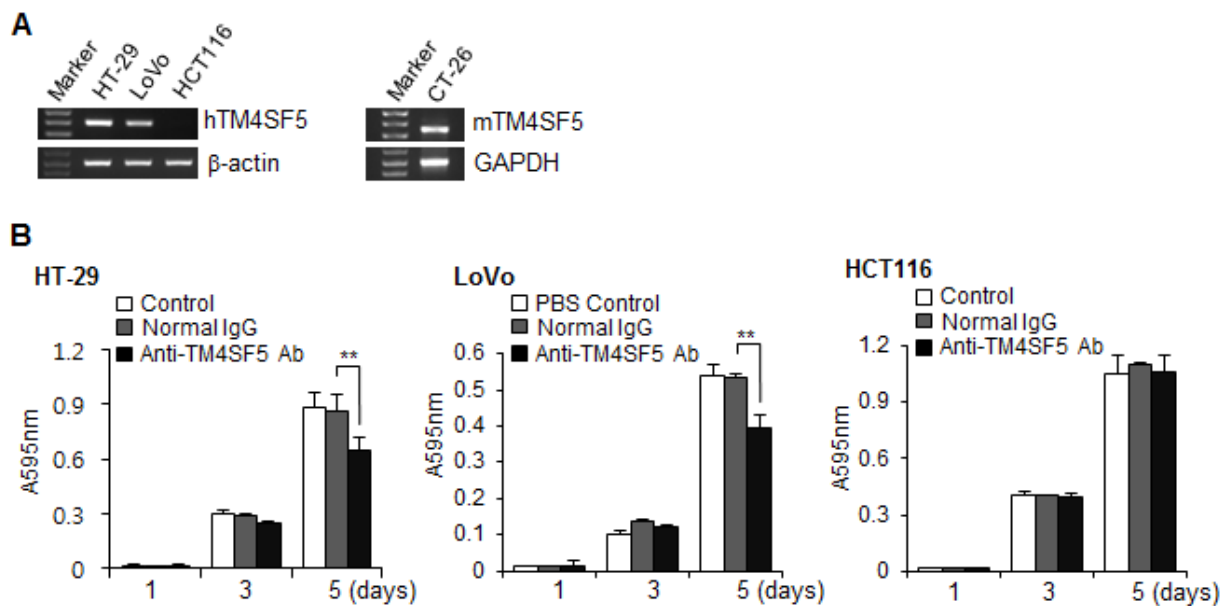 A
Marker HT-29 LoVo HCT116
hTM4SF5
β-actin
Marker CT-26
mTM4SF5
GAPDH
B
HT-29
Control
Normal IgG
Anti-TM4SF5 Ab
**
A595nm
1.2
0.9
0.6
0.3
0
1 3 5 (days)
LoVo
PBS Control
Normal IgG
Anti-TM4SF5 Ab
**
A595nm
0.6
0.5
0.4
0.3
0.2
0.1
0
1 3 5 (days)
HCT116
Control
Normal IgG
Anti-TM4SF5 Ab
A595nm
1.2
0.9
0.6
0.3
0
1 3 5 (days)